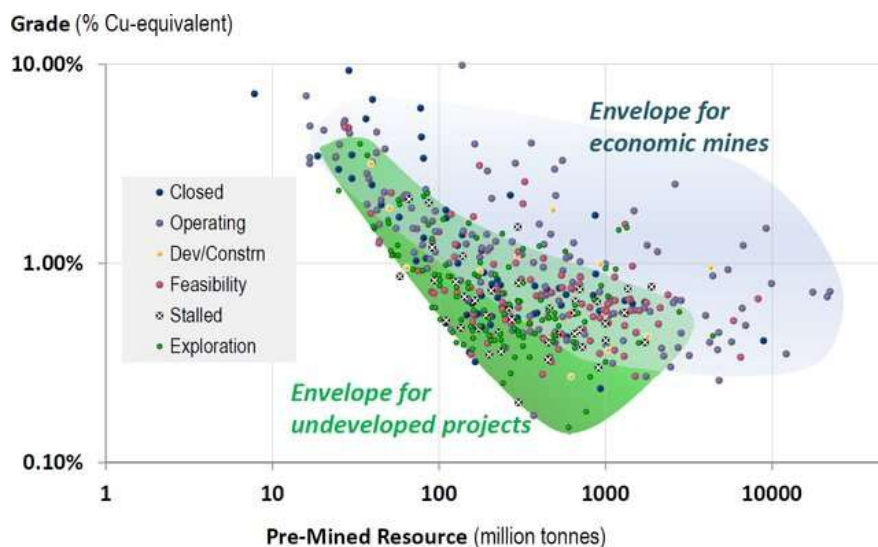 Grade (% Cu-equivalent)
10.00%
1.00%
0.10%
Envelope for
economic mines
Closed
Operating
Dev/Constrn
Feasibility
Stalled
Exploration
Envelope for
undeveloped projects
1 10 100 1000 10000
Pre-Mined Resource (million tonnes)